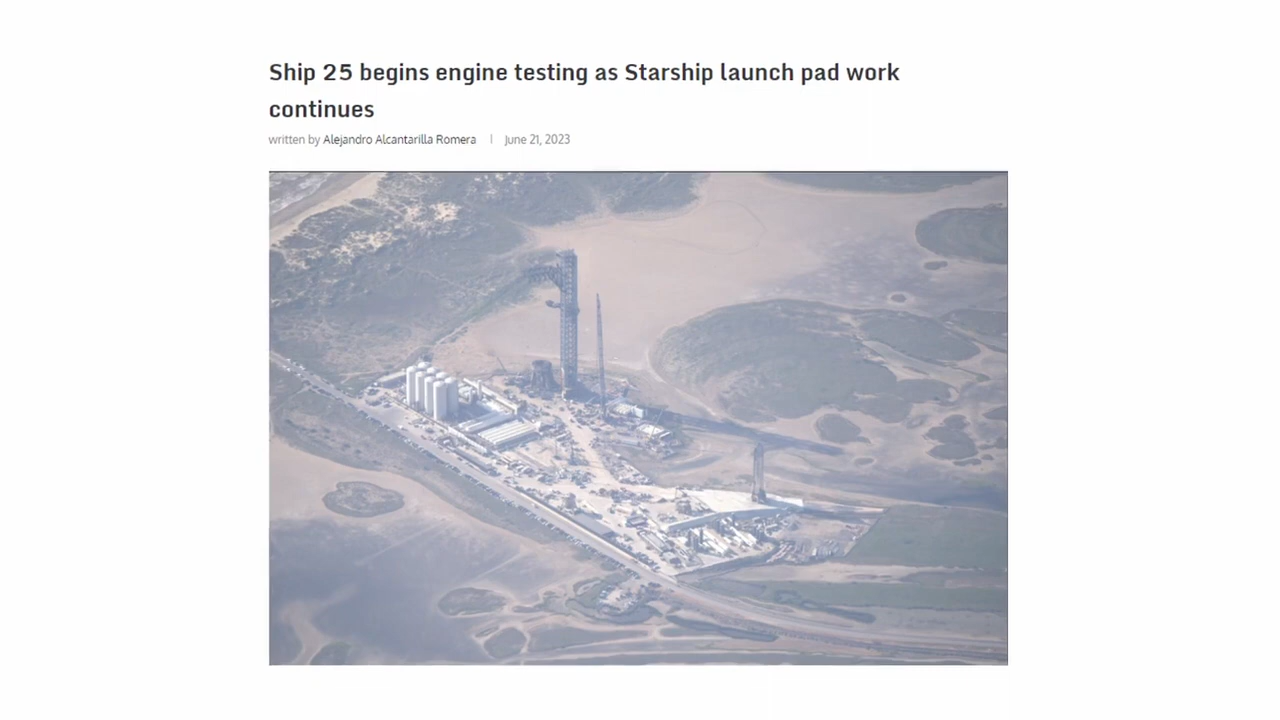 Ship 25 begins engine testing as Starship launch pad work
continues
written by Alejandro Alcantarilla Romera | June 21, 2023